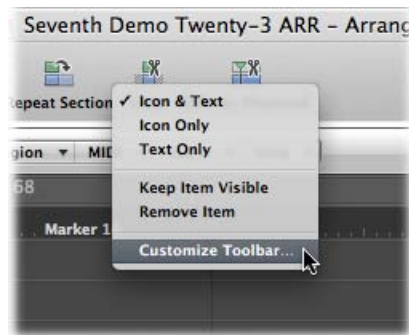 Seventh Demo Twenty-3 ARR - Arrang
epeat Section
✓ Icon & Text
Icon Only
Text Only
gion ▼ MID
Keep Item Visible
68
Remove Item
Marker 1
Customize Toolbar...